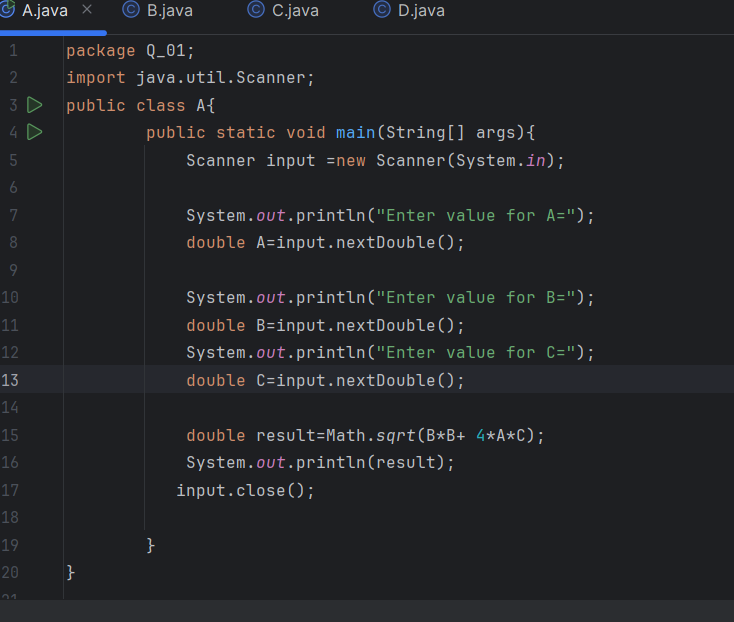 A.java B.java C.java D.java
1 package Q_01;
2 import java.util.Scanner;
3 public class A{
4 public static void main(String[] args){
5 Scanner input =new Scanner(System.in);
6
7 System.out.println("Enter value for A=");
8 double A=input.nextDouble();
9
10 System.out.println("Enter value for B=");
11 double B=input.nextDouble();
12 System.out.println("Enter value for C=");
13 double C=input.nextDouble();
14
15 double result=Math.sqrt(B*B+ 4*A*C);
16 System.out.println(result);
17 input.close();
18
19 }
20 }
21